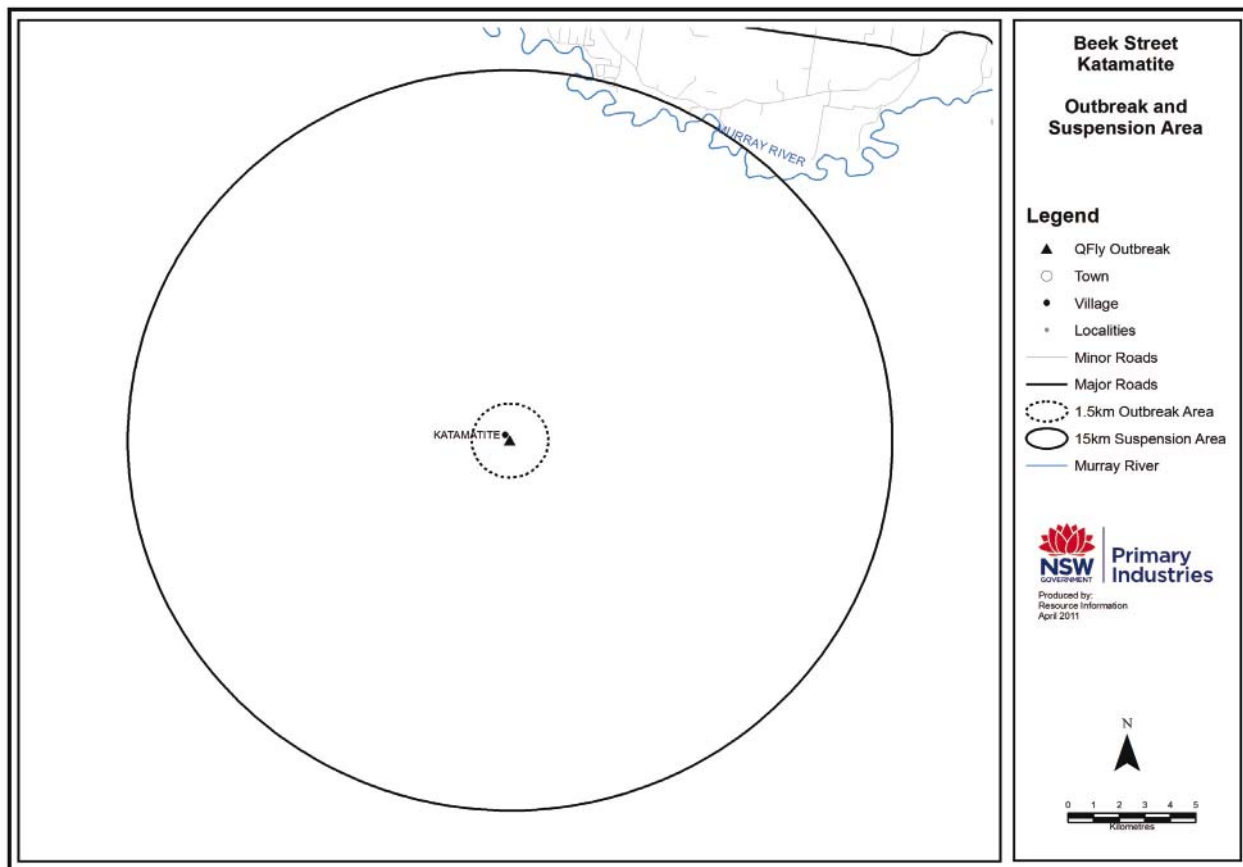 MURRAY RIVER
KATAMATITE
Beek Street
Katamatite
Outbreak and
Suspension Area
Legend
QFly Outbreak
Town
Village
Localities
Minor Roads
Major Roads
1.5km Outbreak Area
15km Suspension Area
Murray River
NSW
GOVERNMENT
Primary
Industries
Produced by:
Resource Information
April 2011
N
0 1 2 3 4 5
Kilometres